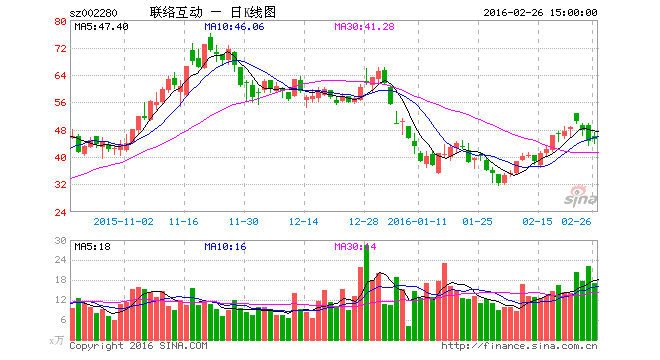 sz002280 联络互动 — 日K线图 2016-02-26 15:00:00
MA5:47.40 MA10:46.06 MA30:41.28
80
72
64
56
48
40
32
24
sina
2015-11-02 11-16 11-30 12-14 12-28 2016-01-11 01-25 02-15 02-26
MA5:18 MA10:16 MA30:14
30
24
18
12
6
x万
Copyright 2016 SINA.COM http://finance.sina.com.cn